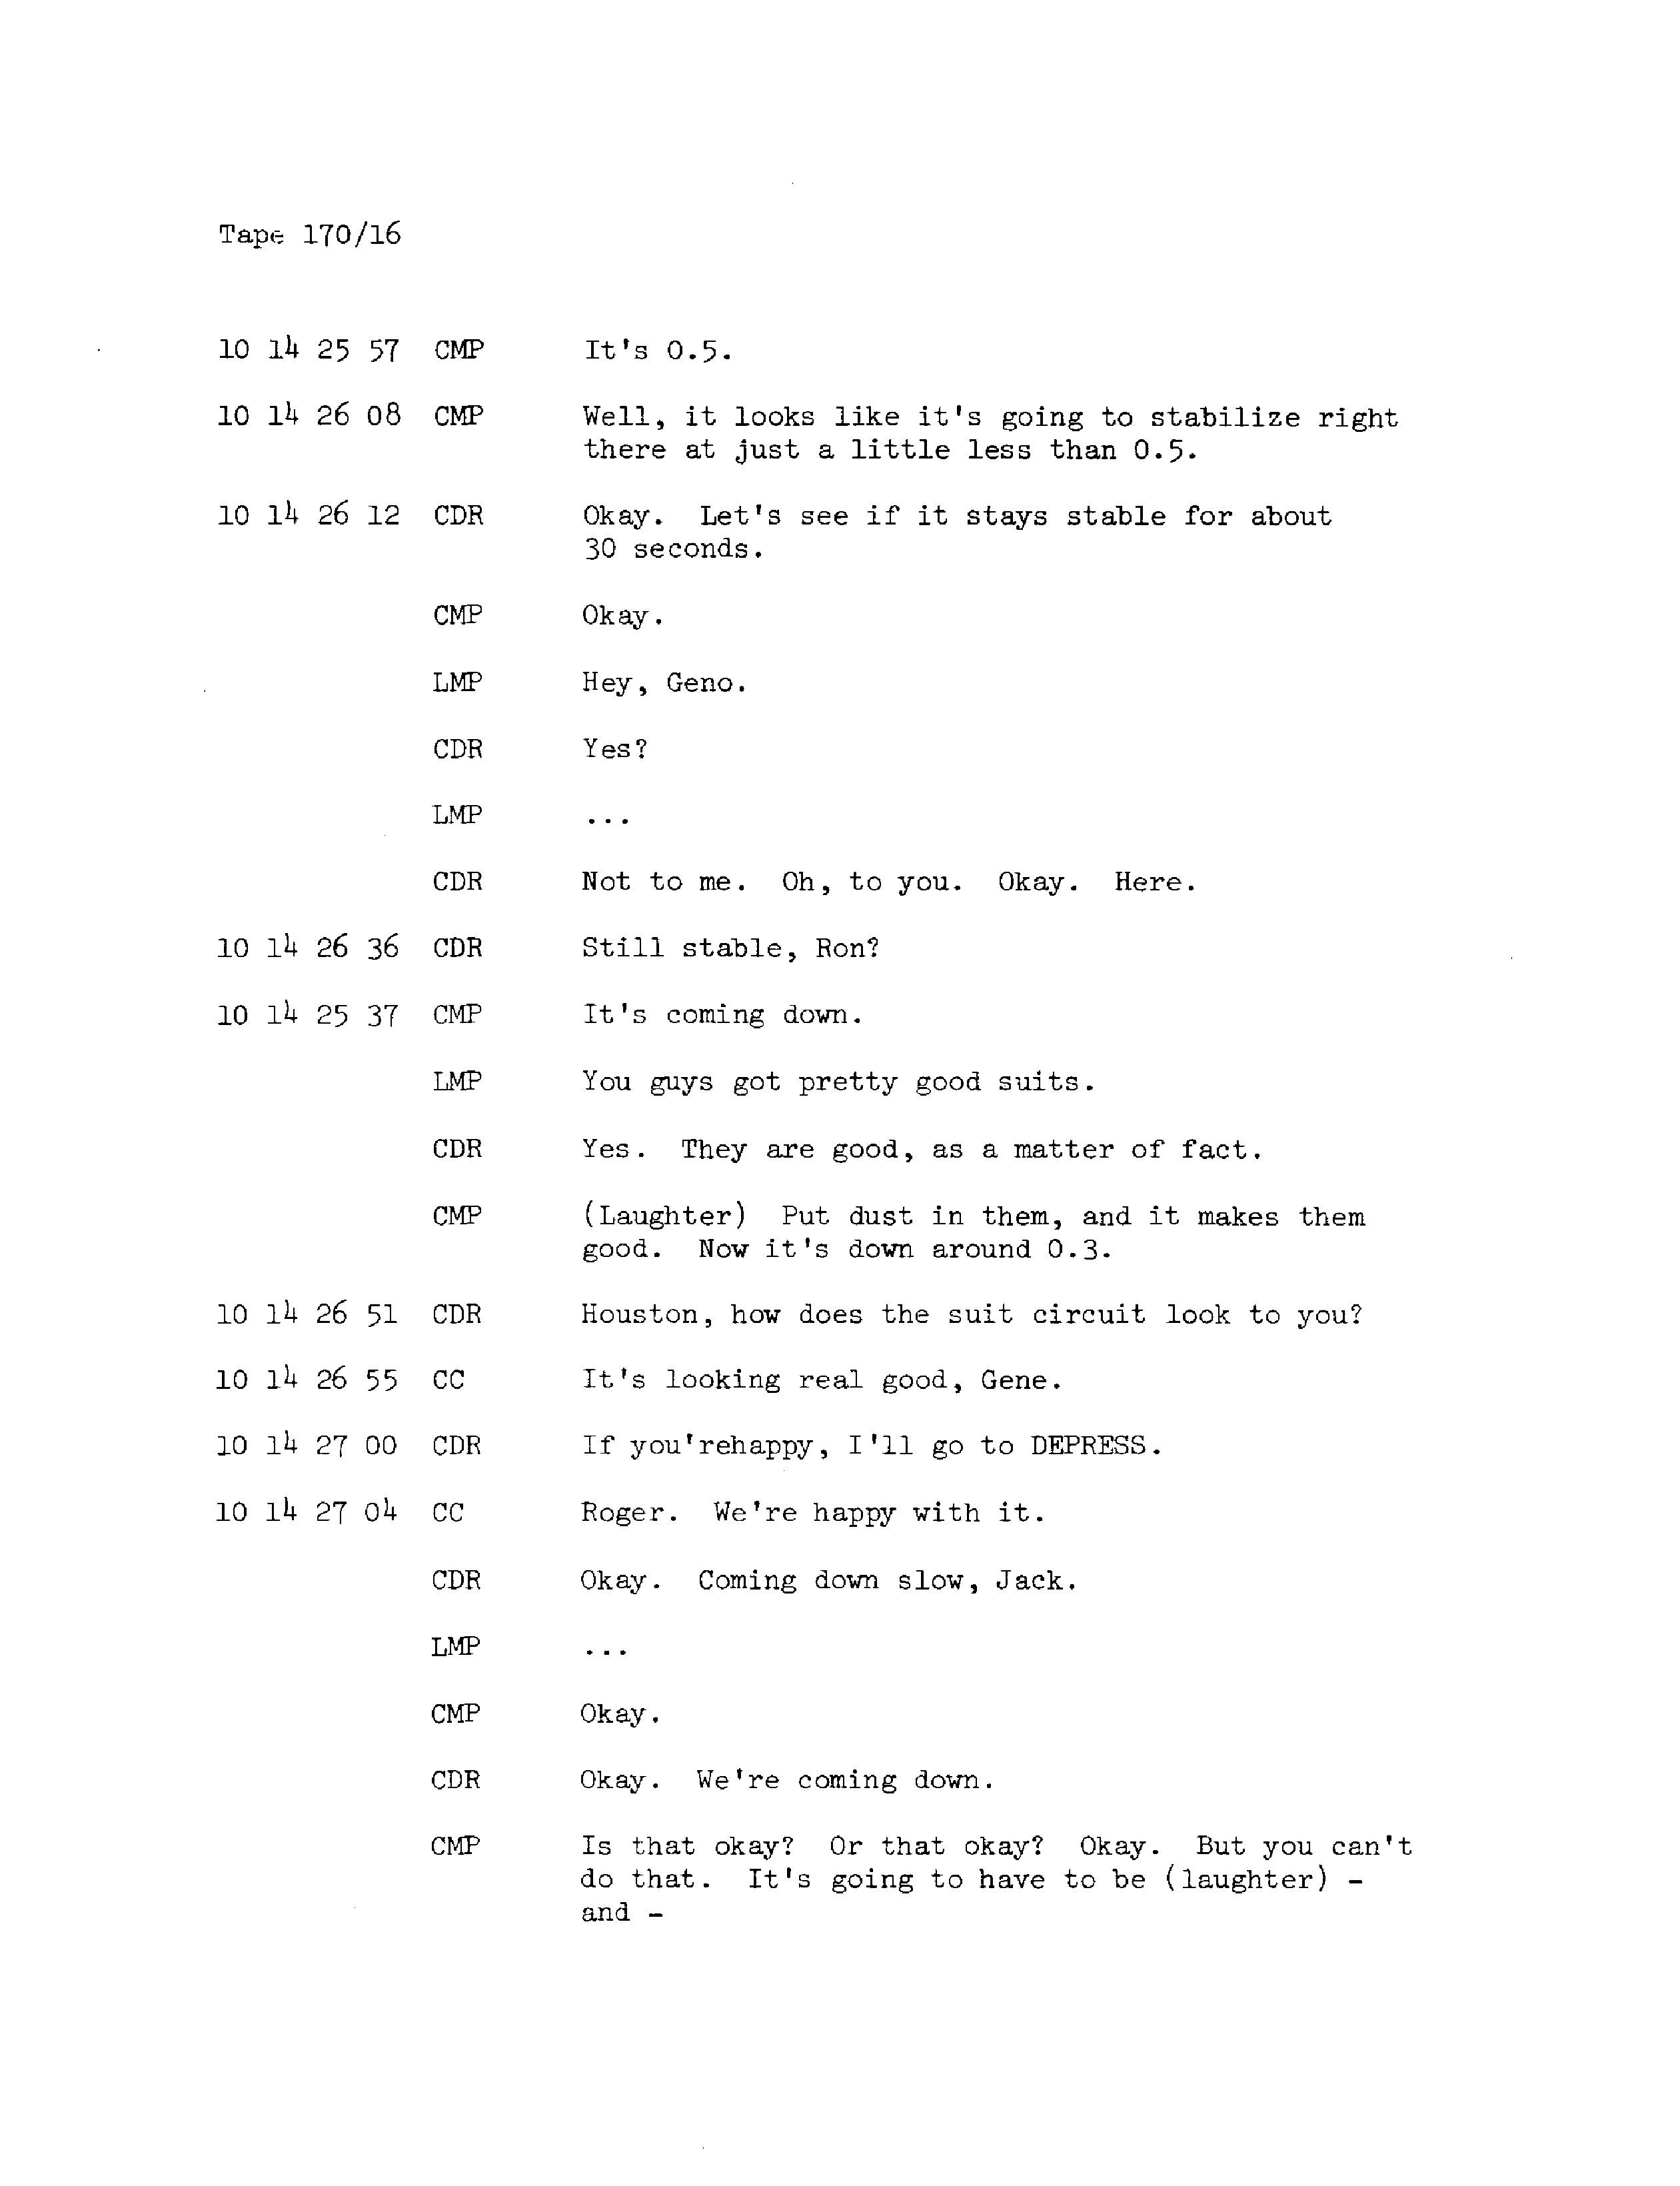 Tape 170/16
10 14 25 57 CMP It's 0.5.
10 14 26 08 CMP Well, it looks like it's going to stabilize right
there at just a little less than 0.5.
10 14 26 12 CDR Okay. Let's see if it stays stable for about
30 seconds.
CMP Okay.
LMP Hey, Geno.
CDR Yes?
LMP ...
CDR Not to me. Oh, to you. Okay. Here.
10 14 26 36 CDR Still stable, Ron?
10 14 25 37 CMP It's coming down.
LMP You guys got pretty good suits.
CDR Yes. They are good, as a matter of fact.
CMP (Laughter) Put dust in them, and it makes them
good. Now it's down around 0.3.
10 14 26 51 CDR Houston, how does the suit circuit look to you?
10 14 26 55 CC It's looking real good, Gene.
10 14 27 00 CDR If you'rehappy, I'll go to DEPRESS.
10 14 27 04 CC Roger. We're happy with it.
CDR Okay. Coming down slow, Jack.
LMP ...
CMP Okay.
CDR Okay. We're coming down.
CMP Is that okay? Or that okay? Okay. But you can't
do that. It's going to have to be (laughter) -
and -